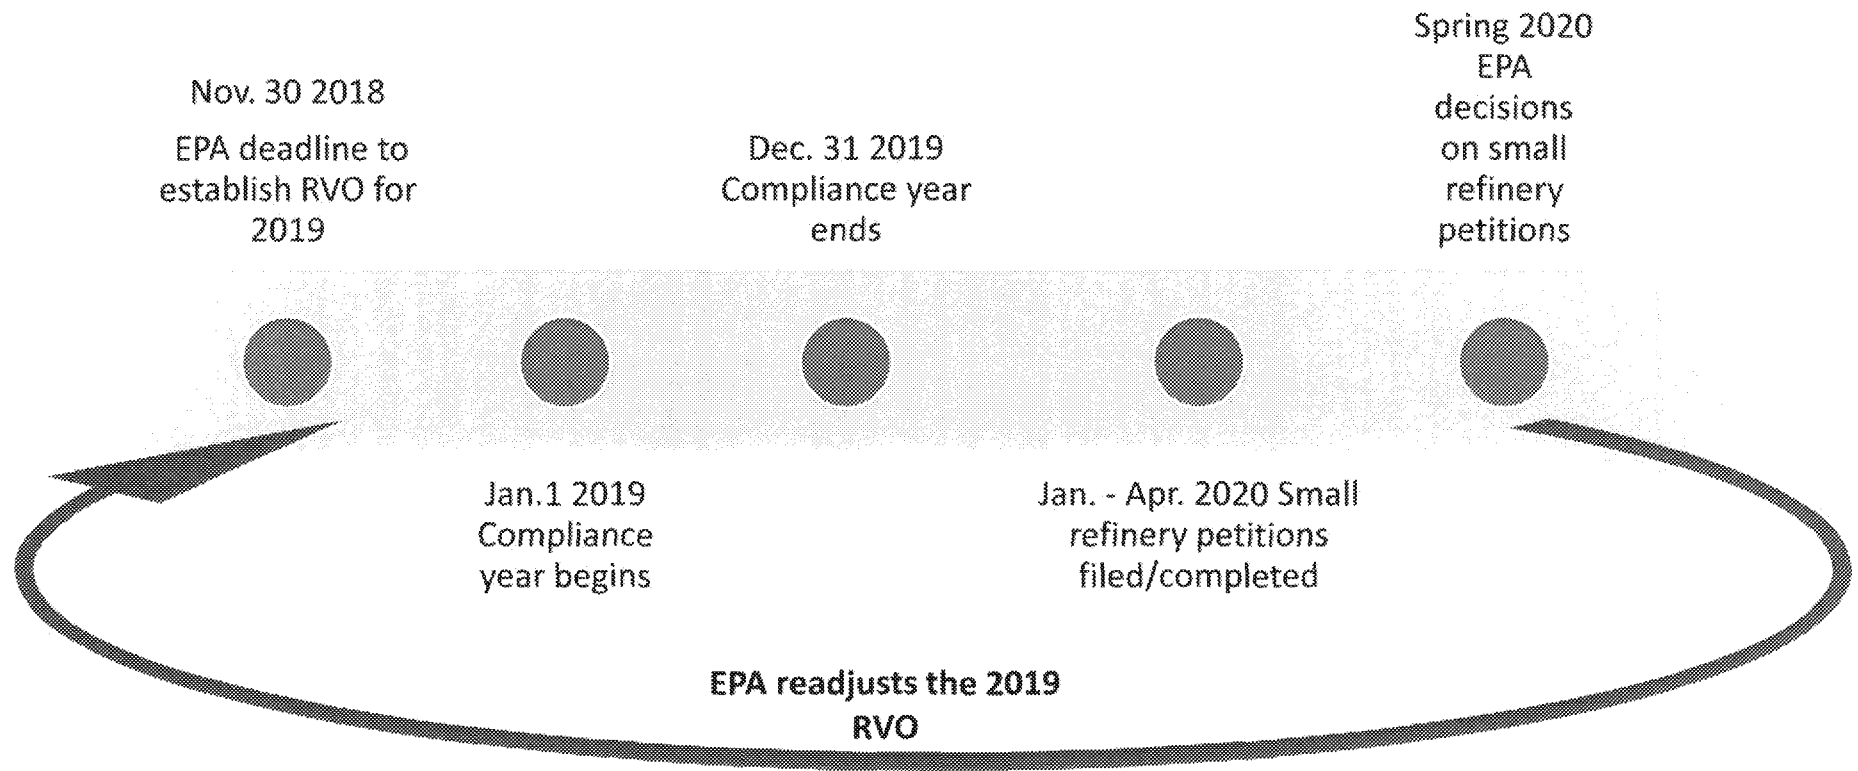 Nov. 30 2018
EPA deadline to
establish RVO for
2019
Jan.1 2019
Compliance
year begins
Dec. 31 2019
Compliance year
ends
Jan. - Apr. 2020 Small
refinery petitions
filed/completed
Spring 2020
EPA
decisions
on small
refinery
petitions
EPA readjusts the 2019
RVO